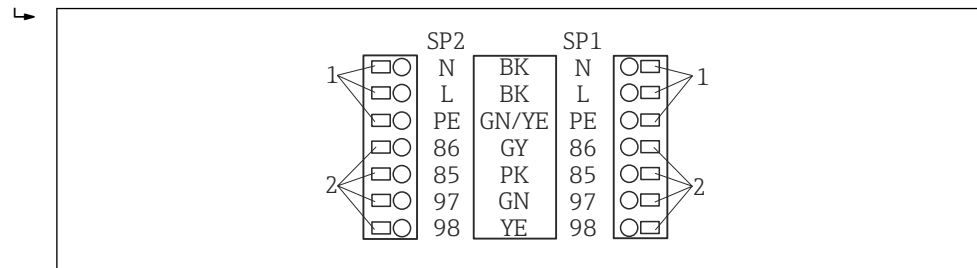 SP2 SP1
N BK N
1 1
L BK L
PE GN/YE PE
86 GY 86
85 PK 85
2 2
97 GN 97
98 YE 98